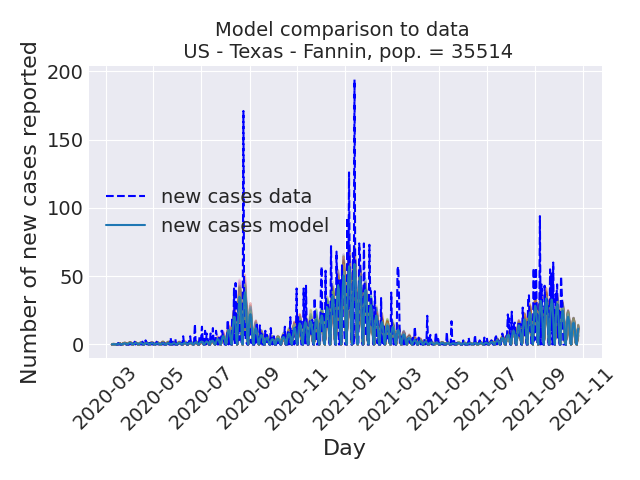 Model comparison to data
US - Texas - Fannin, pop. = 35514
Number of new cases reported
200
150
100
50
0
new cases data
new cases model
2020-03
2020-05
2020-07
2020-09
2020-11
2021-01
2021-03
2021-05
2021-07
2021-09
2021-11
Day